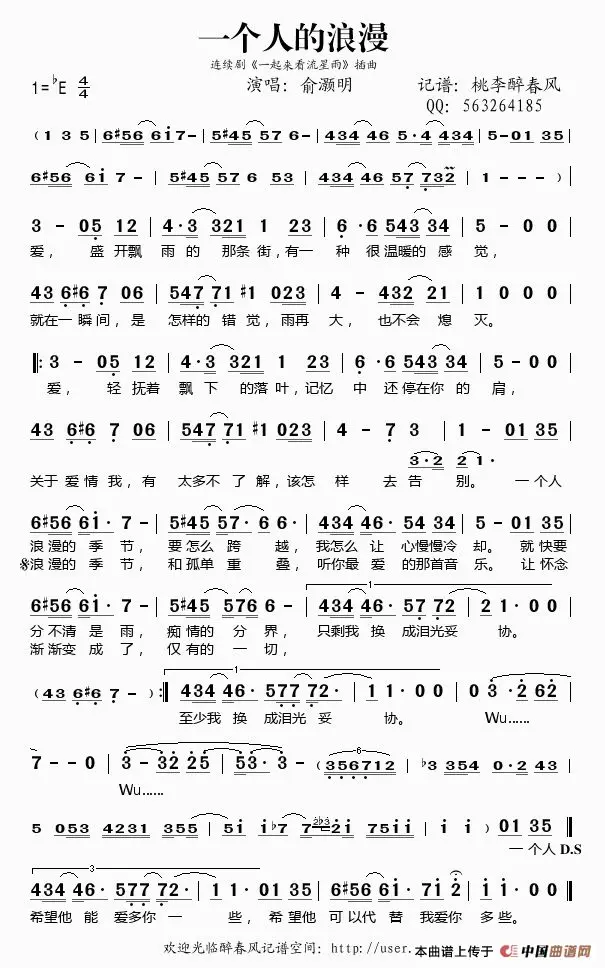 一个人的浪漫
连续剧《一起来看流星雨》插曲
1=♭E 4/4 演唱：俞灏明 记谱：桃李醉春风
QQ：563264185
( 1 3 5 | 6#56 6i7- | 5#45 57 6- | 434 46 5·4 434 | 5-01 35
6#56 6i 7 - | 5#45 57 6 53 | 434 46 57 732 | 1 - - - ) |
3 - 05 12 | 4·3 321 1 23 | 6·6 543 34 | 5 - 0 0 |
爱， 盛 开飘 雨 的 那条 街，有一 种 很 温暖的 感 觉，
43 6#6 7 06 | 547 71 #1 023 | 4 - 432 21 | 1 0 0 0 |
就在一 瞬间，是 怎样的 错 觉，雨再 大， 也不会 熄 灭。
‖: 3 - 05 12 | 4·3 321 1 23 | 6·6 543 34 | 5 - 0 0 |
爱， 轻 抚着 飘 下 的落 叶，记忆 中 还 停在你 的 肩，
43 6#6 7 06 | 547 71 #1 023 | 4 - 7 3 | 1 - 01 35 |
3·2 21·
关于 爱 情 我，有 太多不 了 解，该怎 样 去 告 别。 一个人
6#56 6i· 7 - | 5#45 57· 6 6· | 434 46· 54 34 | 5 - 01 35 |
浪漫的 季 节， 要怎么 跨 越，我怎么 让 心慢慢冷 却。 就快要
𝄋浪漫的 季 节， 和孤单 重 叠，听你最 爱 的那首音 乐。 让怀念
1
6#56 6i· 7 - | 5#45 576 6 - | 434 46· 57 72 | 2 1 - 0 0 |
分不清 是 雨， 痴情的 分 界， 只剩我 换 成泪光妥 协。
渐渐变 成 了， 仅有的 一 切，
1
( 43 6#6 7 - ) :‖ 434 46· 577 72· | 1 1·0 0 | 0 3·2 62 |
至少我 换 成泪光 妥 协。 Wu……
7 - - 0 | 3-32 25 | 53·3 - | (356712 | ♭3 354 0·2 43 |
6
Wu……
5 053 4231 355 | 5i i♭7 7 2♭3 2i 75ii | i i ) 01 35 ‖
一个人 D.S
3
434 46· 577 72· | 1 1· 01 35 | 6#56 6i· 671 7i | i i· 0 0 ‖
希望他 能 爱多你 一 些， 希望他 可以代 替 我爱你 多 些。
欢迎光临醉春风记谱空间：http://user. 本曲谱上传于 中国曲谱网